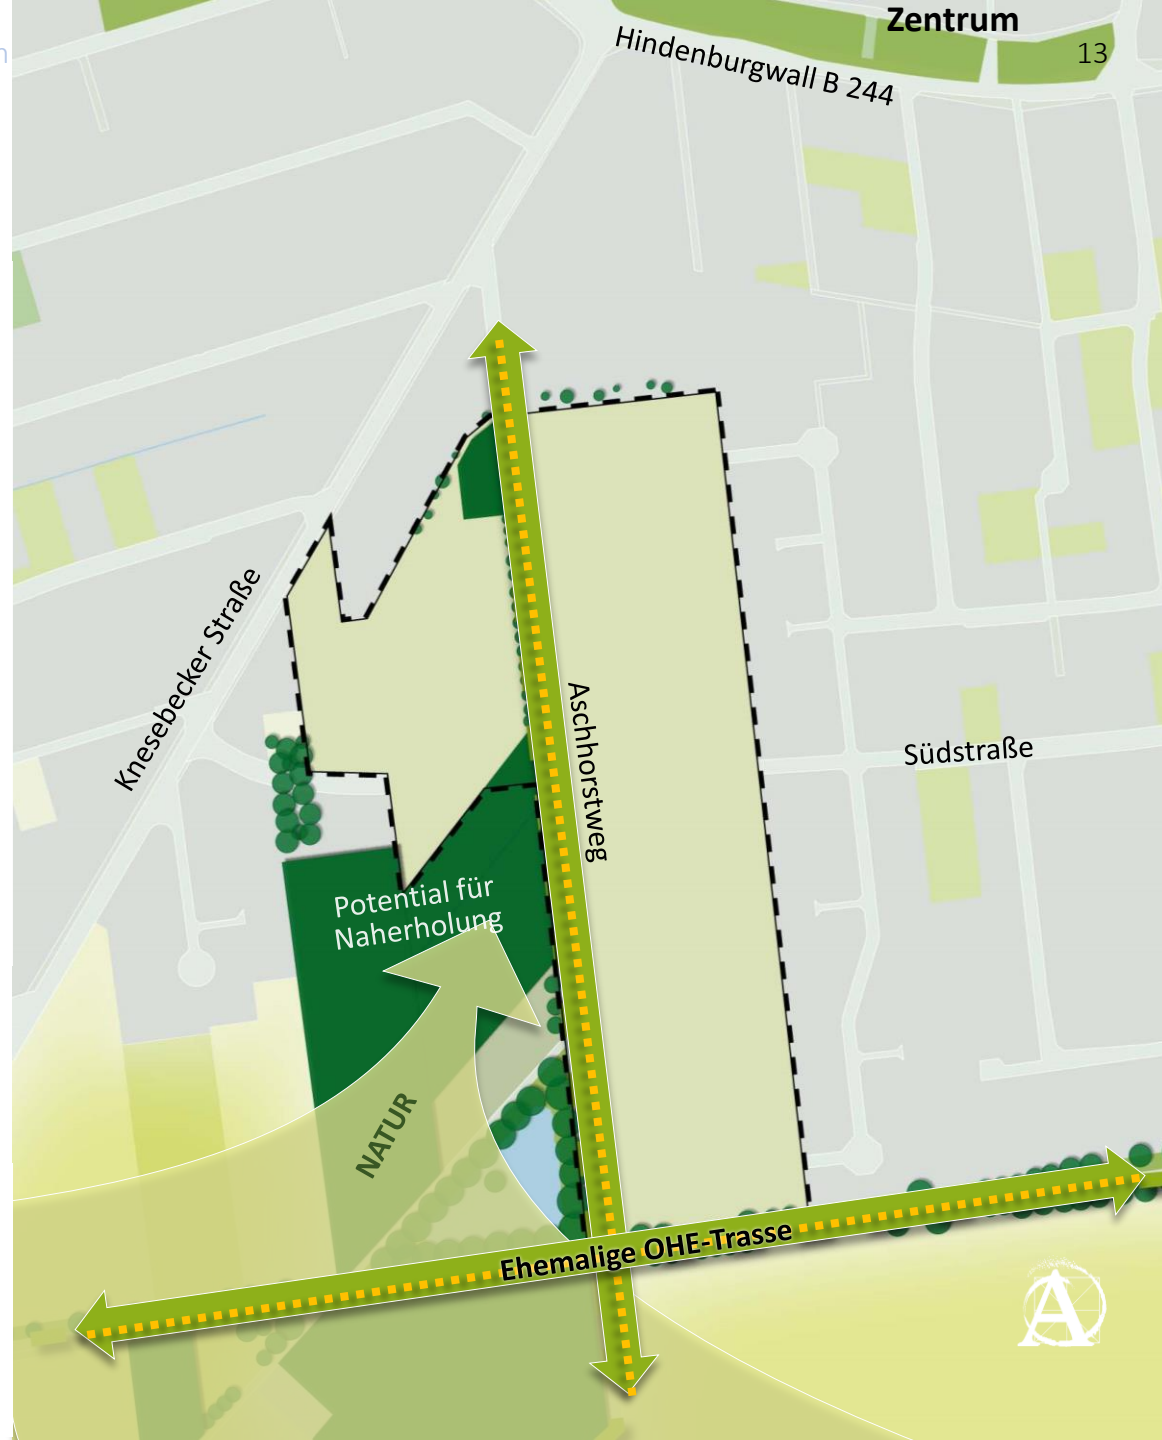 Zentrum
13
Hindenburgwall B 244
Knesebecker Straße
Aschhorstweg
Südstraße
Potential für
Naherholung
NATUR
Ehemalige OHE-Trasse
A